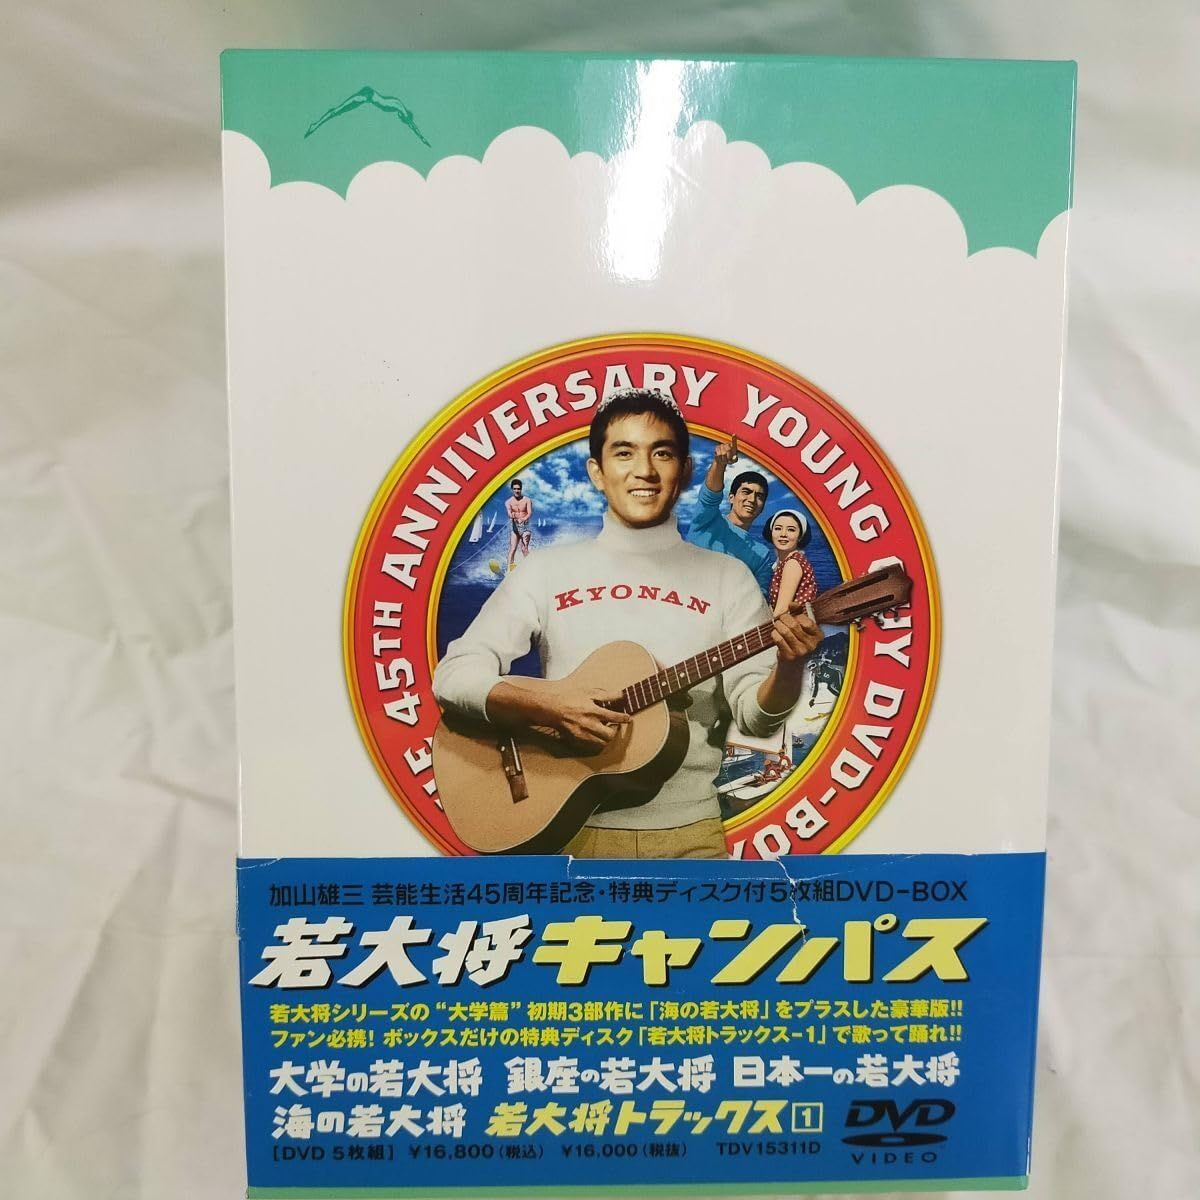 45TH ANNIVERSARY YOUNG GUY DVD-BOX
KYONAN
加山雄三 芸能生活45周年記念・特典ディスク付5枚組DVD-BOX
若大将キャンパス
若大将シリーズの“大学篇”初期3部作に「海の若大将」をプラスした豪華版!!
ファン必携! ボックスだけの特典ディスク「若大将トラックス-1」で歌って踊れ!!
大学の若大将 銀座の若大将 日本一の若大将
海の若大将 若大将トラックス1
DVD
VIDEO
[DVD 5枚組] ¥16,800(税込) ¥16,000(税抜) TDV15311D